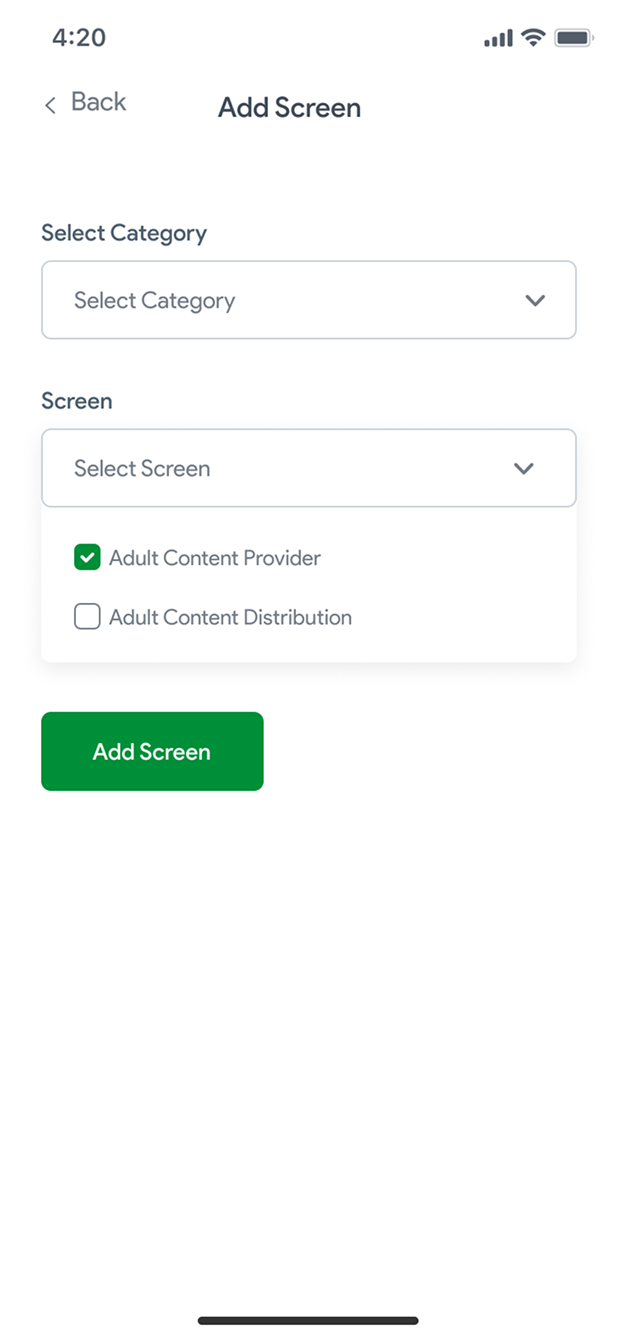 4:20
Back
Add Screen
Select Category
Select Category
Screen
Select Screen
Adult Content Provider
Adult Content Distribution
Add Screen